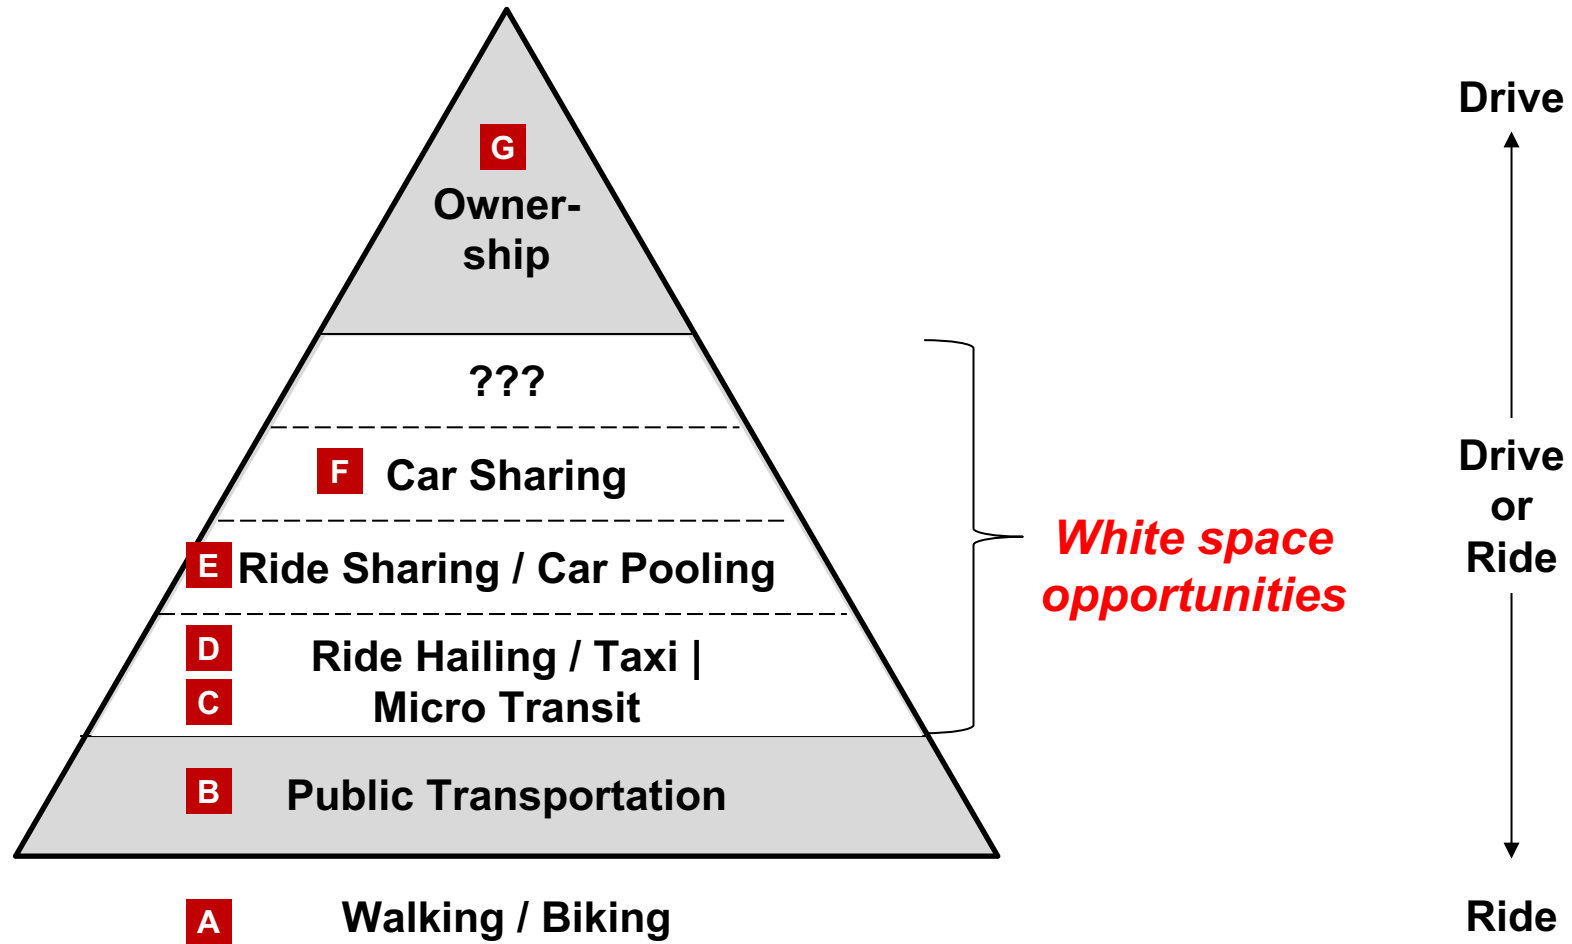 Drive
G
Owner-
ship
???
F Car Sharing
Drive
or
Ride
White space
opportunities
E Ride Sharing / Car Pooling
D Ride Hailing / Taxi |
C Micro Transit
B Public Transportation
A Walking / Biking
Ride